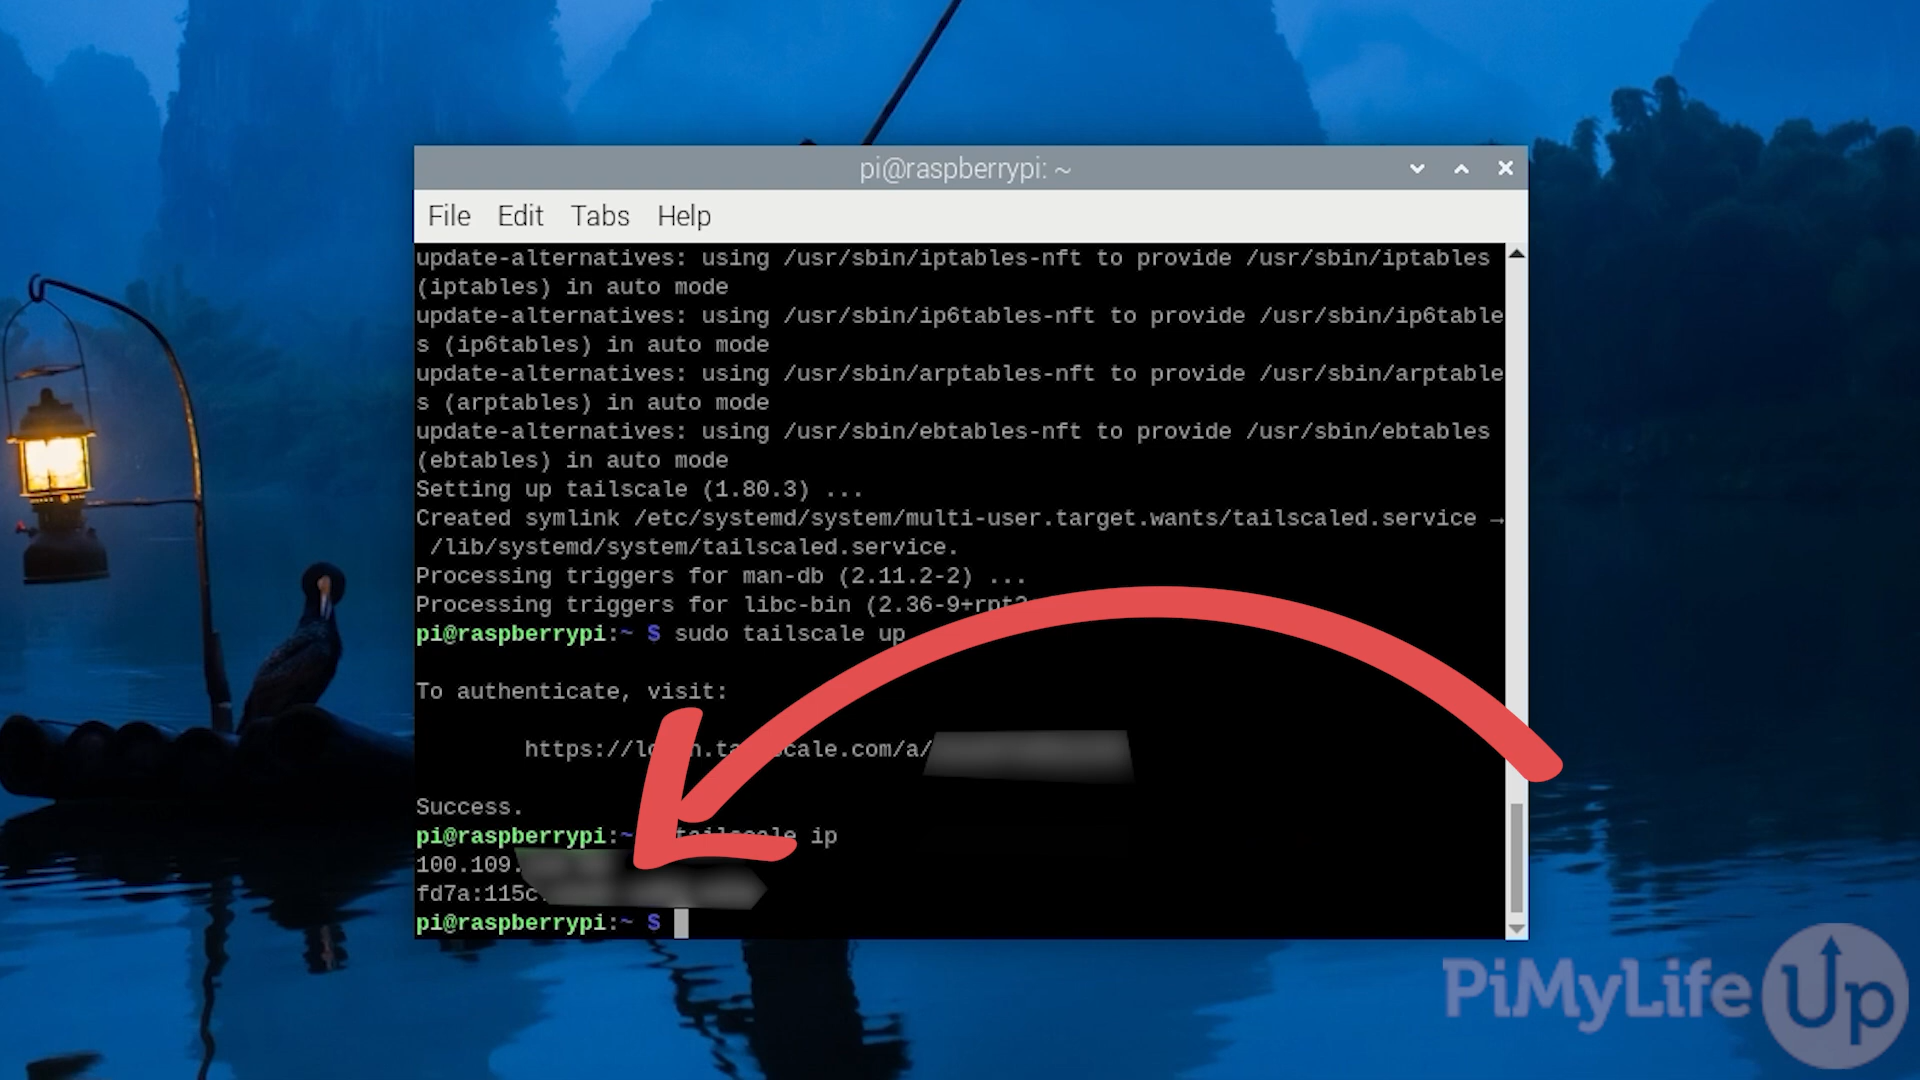 pi@raspberrypi: ~
File Edit Tabs Help
update-alternatives: using /usr/sbin/iptables-nft to provide /usr/sbin/iptables
(iptables) in auto mode
update-alternatives: using /usr/sbin/ip6tables-nft to provide /usr/sbin/ip6table
s (ip6tables) in auto mode
update-alternatives: using /usr/sbin/arptables-nft to provide /usr/sbin/arptable
s (arptables) in auto mode
update-alternatives: using /usr/sbin/ebtables-nft to provide /usr/sbin/ebtables
(ebtables) in auto mode
Setting up tailscale (1.80.3) ...
Created symlink /etc/systemd/system/multi-user.target.wants/tailscaled.service →
/lib/systemd/system/tailscaled.service.
Processing triggers for man-db (2.11.2-2) ...
Processing triggers for libc-bin (2.36-9+rpt2
pi@raspberrypi:~ $ sudo tailscale up
To authenticate, visit:
https://login.tailscale.com/a/
Success.
pi@raspberrypi:~ tailscale ip
100.109.
fd7a:115c:
pi@raspberrypi:~ $
PiMyLifeUp